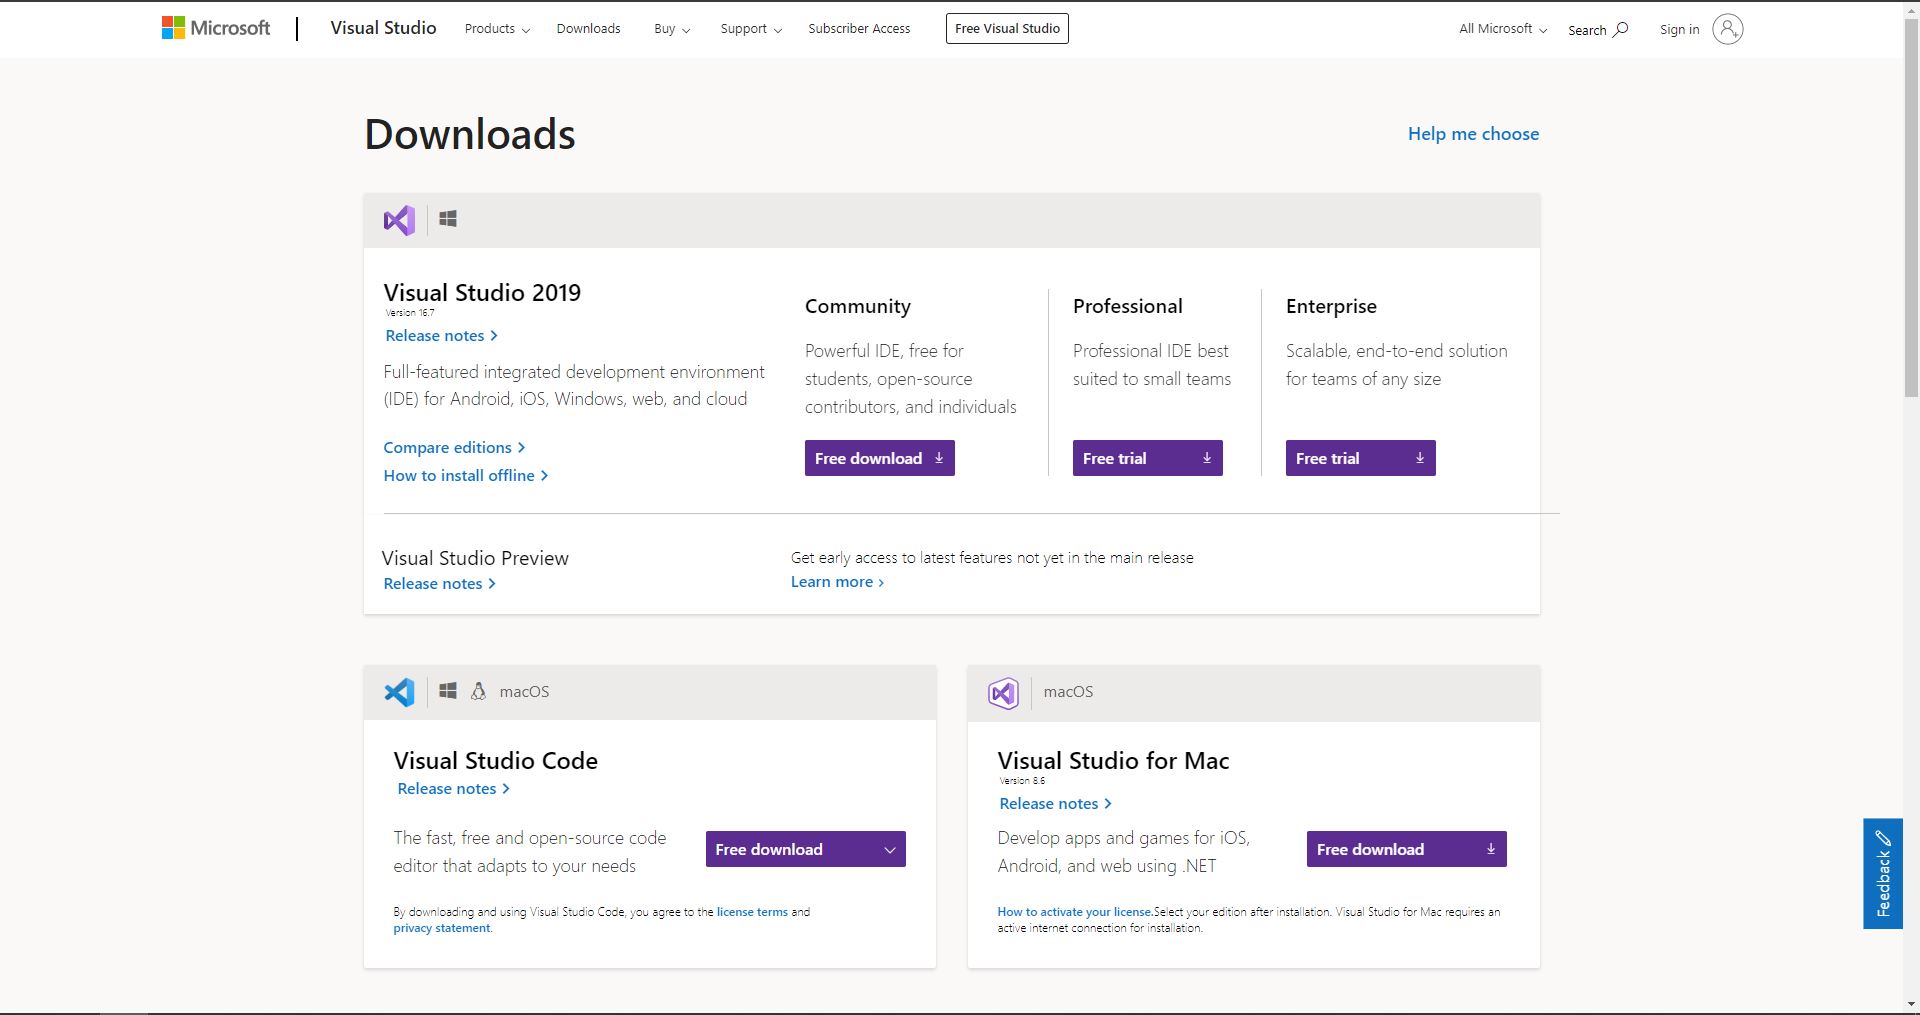 Microsoft
Visual Studio
Products
Downloads
Buy
Support
Subscriber Access
Free Visual Studio
All Microsoft
Search
Sign in
Downloads
Help me choose
Visual Studio 2019
Version 16.7
Release notes
Full-featured integrated development environment
(IDE) for Android, iOS, Windows, web, and cloud
Compare editions
How to install offline
Community
Powerful IDE, free for
students, open-source
contributors, and individuals
Free download
Professional
Professional IDE best
suited to small teams
Free trial
Enterprise
Scalable, end-to-end solution
for teams of any size
Free trial
Visual Studio Preview
Release notes
Get early access to latest features not yet in the main release
Learn more
macOS
Visual Studio Code
Release notes
The fast, free and open-source code
editor that adapts to your needs
Free download
By downloading and using Visual Studio Code, you agree to the license terms and
privacy statement.
macOS
Visual Studio for Mac
Version 8.6
Release notes
Develop apps and games for iOS,
Android, and web using .NET
Free download
How to activate your license.Select your edition after installation. Visual Studio for Mac requires an
active internet connection for installation.
Feedback